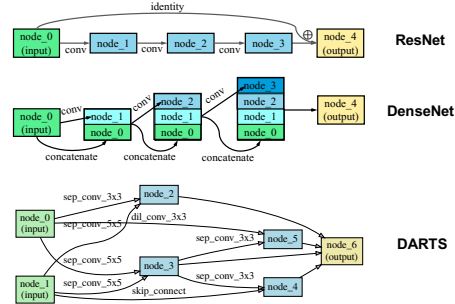 identity
node_0
(input)
conv
node_1
conv
node_2
conv
node_3
conv
⊕
node_4
(output)
ResNet
node_0
(input)
conv
node_1
node_0
concatenate
conv
node_2
node_1
node_0
concatenate
conv
node_3
node_2
node_1
node_0
concatenate
node_4
(output)
DenseNet
node_0
(input)
node_1
(input)
sep_conv_3x3
sep_conv_5x5
dil_conv_3x3
sep_conv_5x5
sep_conv_5x5
skip_connect
node_2
node_3
sep_conv_3x3
sep_conv_3x3
node_5
node_4
node_6
(output)
DARTS